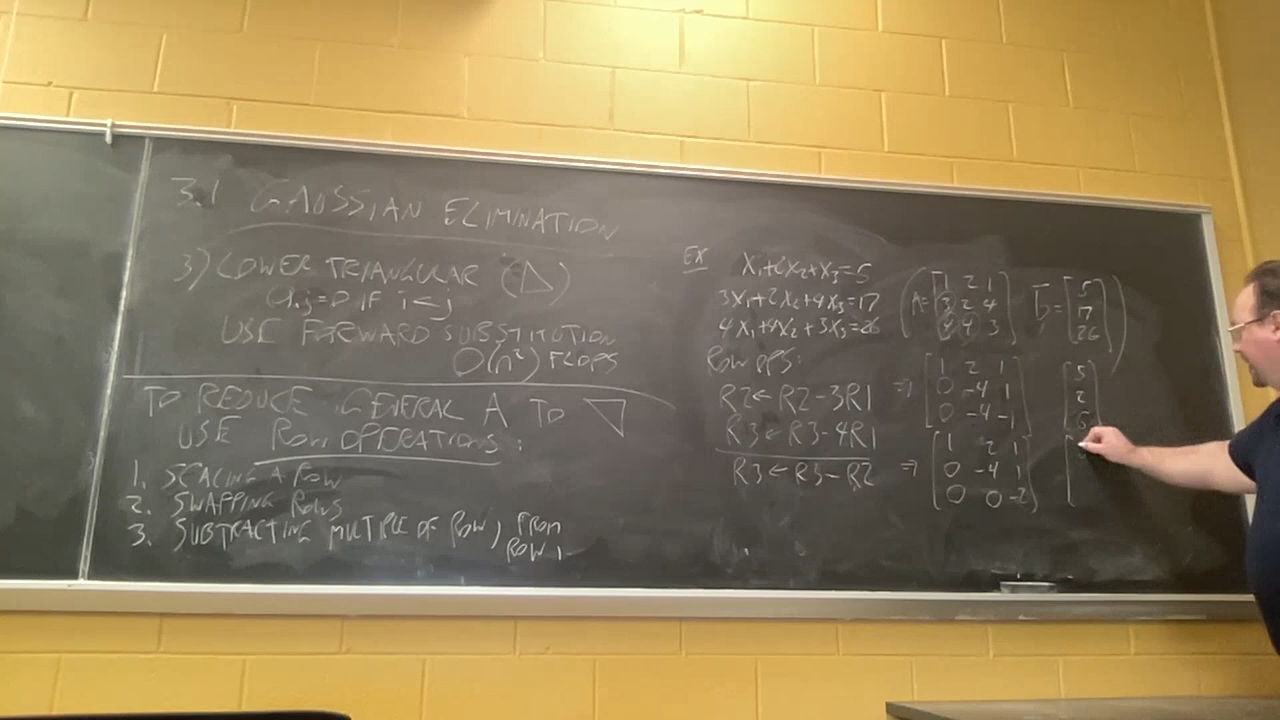 3.1 GAUSSIAN ELIMINATION
3) LOWER TRIANGULAR ( )
IF i < j
USE FORWARD SUBSTITUTION
O(n²) FLOPS
TO REDUCE GENERAL A TO
USE ROW OPERATIONS:
1. SCALING A ROW
2. SWAPPING ROWS
3. SUBTRACTING MULTIPLE OF ROW j FROM
ROW i
EX
X₁+2X₂+X₃=5
3X₁+2X₂+4X₃=17
4X₁+4X₂+3X₃=26
(A=[1 2 1
3 2 4
4 4 3]
b=[5
17
26])
ROW OPS:
R2←R2-3R1
R3←R3-4R1
⇒ [1 2 1
0 -4 1
0 -4 -1]
[5
2
6]
R3←R3-R2
⇒ [1 2 1
0 -4 1
0 0 -2]